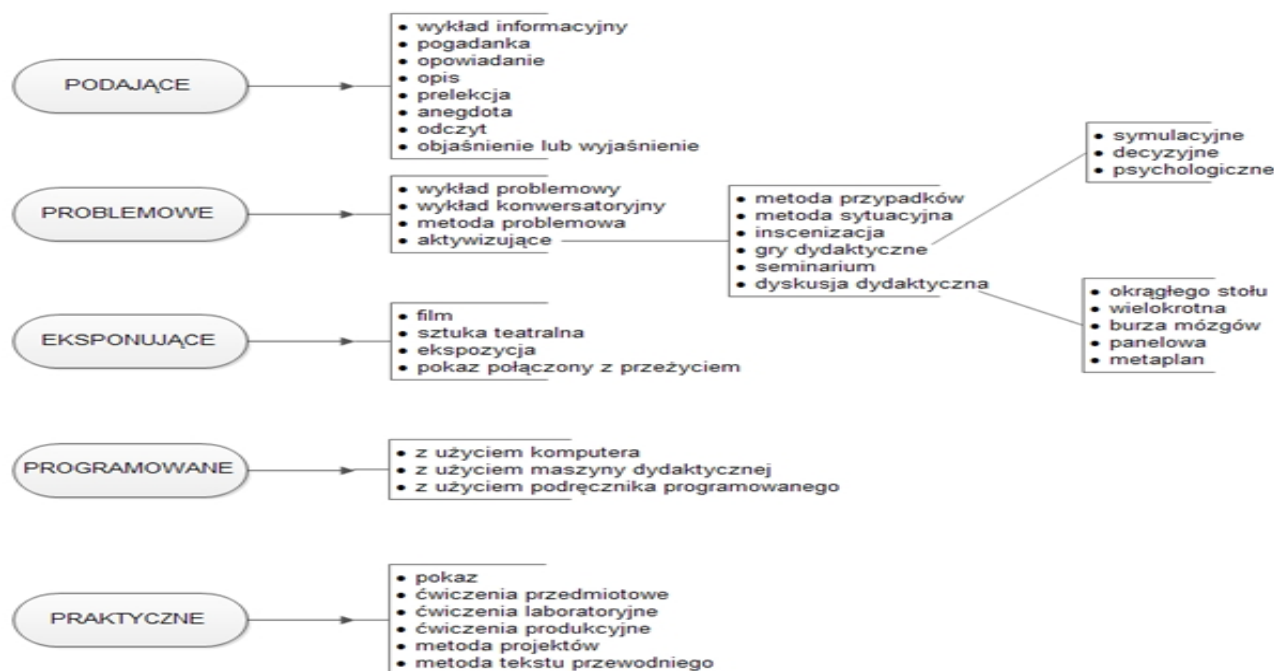 PODAJĄCE
• wykład informacyjny
• pogadanka
• opowiadanie
• opis
• prelekcja
• anegdota
• odczyt
• objaśnienie lub wyjaśnienie
PROBLEMOWE
• wykład problemowy
• wykład konwersatoryjny
• metoda problemowa
• aktywizujące
• metoda przypadków
• metoda sytuacyjna
• inscenizacja
• gry dydaktyczne
• seminarium
• dyskusja dydaktyczna
• symulacyjne
• decyzyjne
• psychologiczne
• okrągłego stołu
• wielokrotna
• burza mózgów
• panelowa
• metaplan
EKSPONUJĄCE
• film
• sztuka teatralna
• ekspozycja
• pokaz połączony z przeżyciem
PROGRAMOWANE
• z użyciem komputera
• z użyciem maszyny dydaktycznej
• z użyciem podręcznika programowanego
PRAKTYCZNE
• pokaz
• ćwiczenia przedmiotowe
• ćwiczenia laboratoryjne
• ćwiczenia produkcyjne
• metoda projektów
• metoda tekstu przewodniego